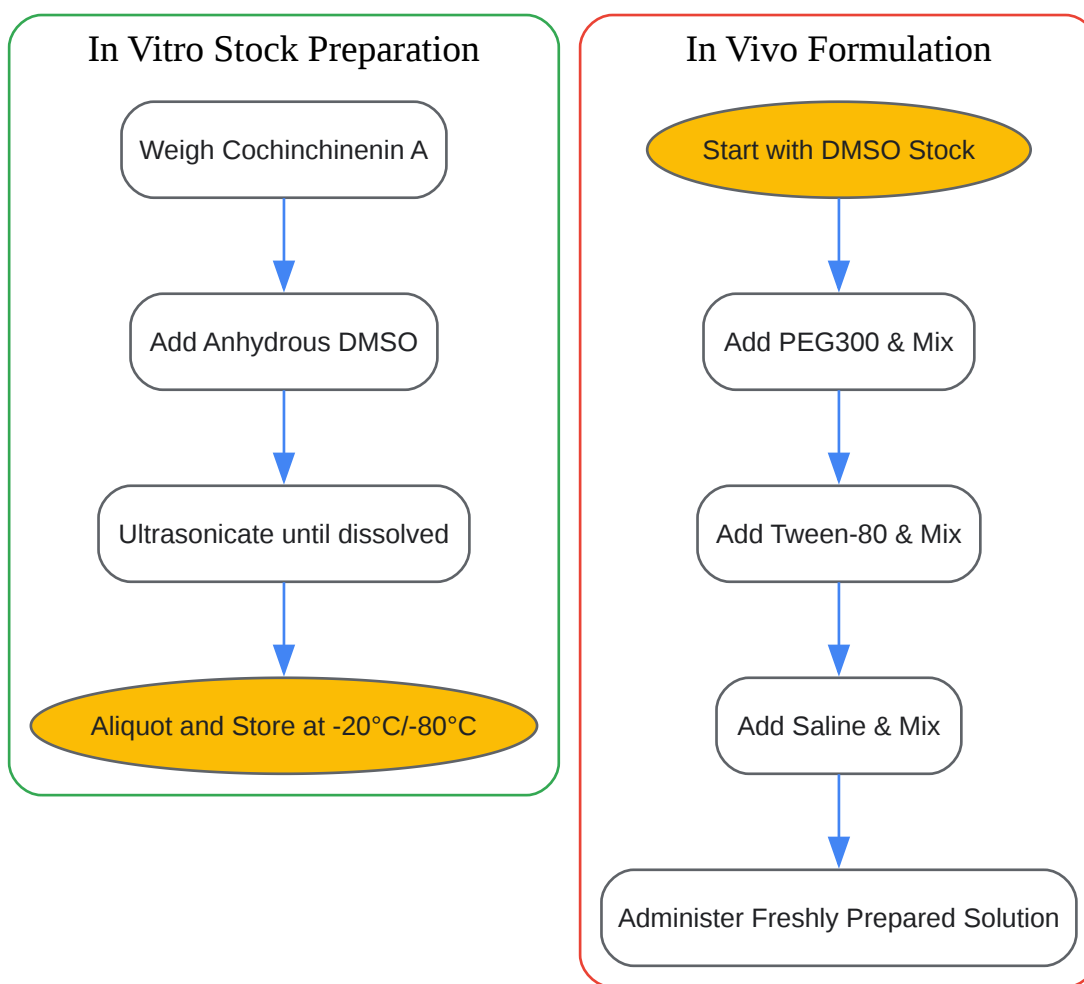 In Vitro Stock Preparation
Weigh Cochinchinenin A
Add Anhydrous DMSO
Ultrasonicate until dissolved
Aliquot and Store at -20°C/-80°C
In Vivo Formulation
Start with DMSO Stock
Add PEG300 & Mix
Add Tween-80 & Mix
Add Saline & Mix
Administer Freshly Prepared Solution